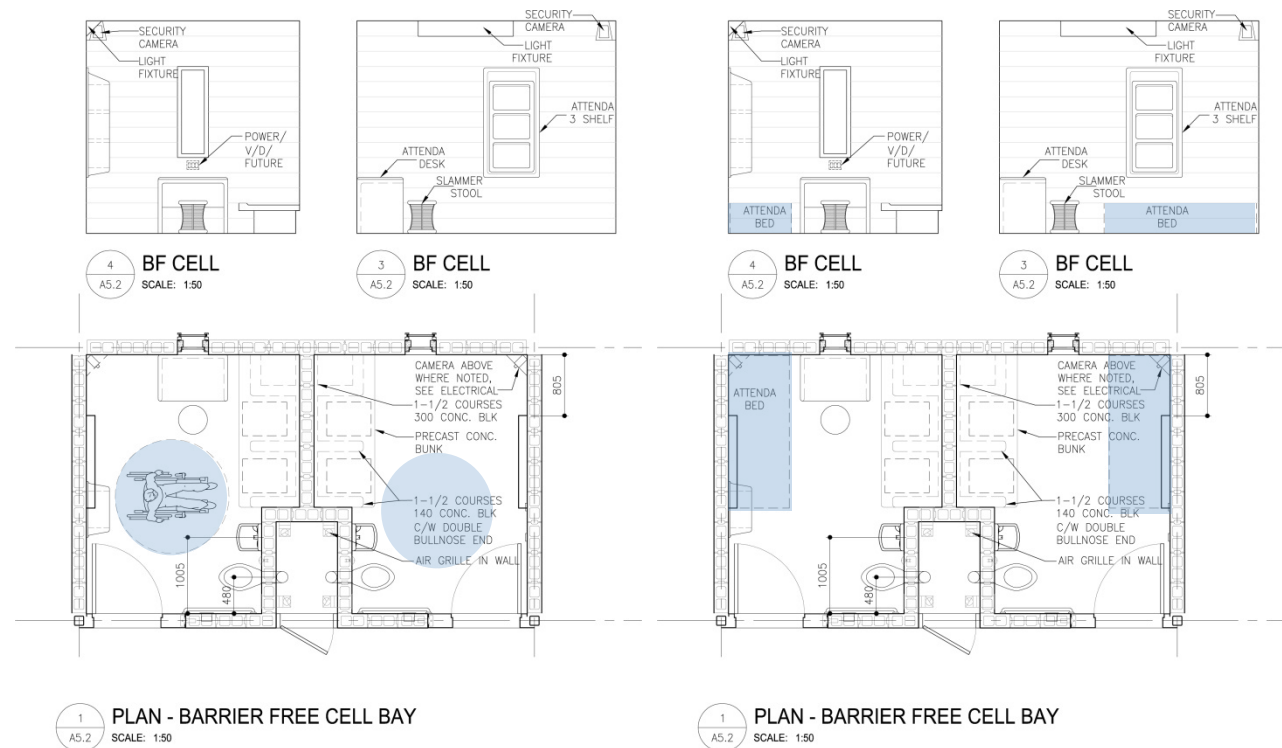 SECURITY
CAMERA
LIGHT
FIXTURE
POWER/
V/D/
FUTURE
4
A5.2
BF CELL
SCALE: 1:50
SECURITY
CAMERA
LIGHT
FIXTURE
ATTENDA
3 SHELF
ATTENDA
DESK
SLAMMER
STOOL
3
A5.2
BF CELL
SCALE: 1:50
SECURITY
CAMERA
LIGHT
FIXTURE
POWER/
V/D/
FUTURE
ATTENDA
BED
4
A5.2
BF CELL
SCALE: 1:50
SECURITY
CAMERA
LIGHT
FIXTURE
ATTENDA
3 SHELF
ATTENDA
DESK
SLAMMER
STOOL
ATTENDA
BED
3
A5.2
BF CELL
SCALE: 1:50
CAMERA ABOVE
WHERE NOTED,
SEE ELECTRICAL
1-1/2 COURSES
300 CONC. BLK
PRECAST CONC.
BUNK
1-1/2 COURSES
140 CONC. BLK
C/W DOUBLE
BULLNOSE END
AIR GRILLE IN WALL
805
1005
480
1
A5.2
PLAN - BARRIER FREE CELL BAY
SCALE: 1:50
ATTENDA
BED
CAMERA ABOVE
WHERE NOTED,
SEE ELECTRICAL
1-1/2 COURSES
300 CONC. BLK
PRECAST CONC.
BUNK
1-1/2 COURSES
140 CONC. BLK
C/W DOUBLE
BULLNOSE END
AIR GRILLE IN WALL
805
1005
480
1
A5.2
PLAN - BARRIER FREE CELL BAY
SCALE: 1:50